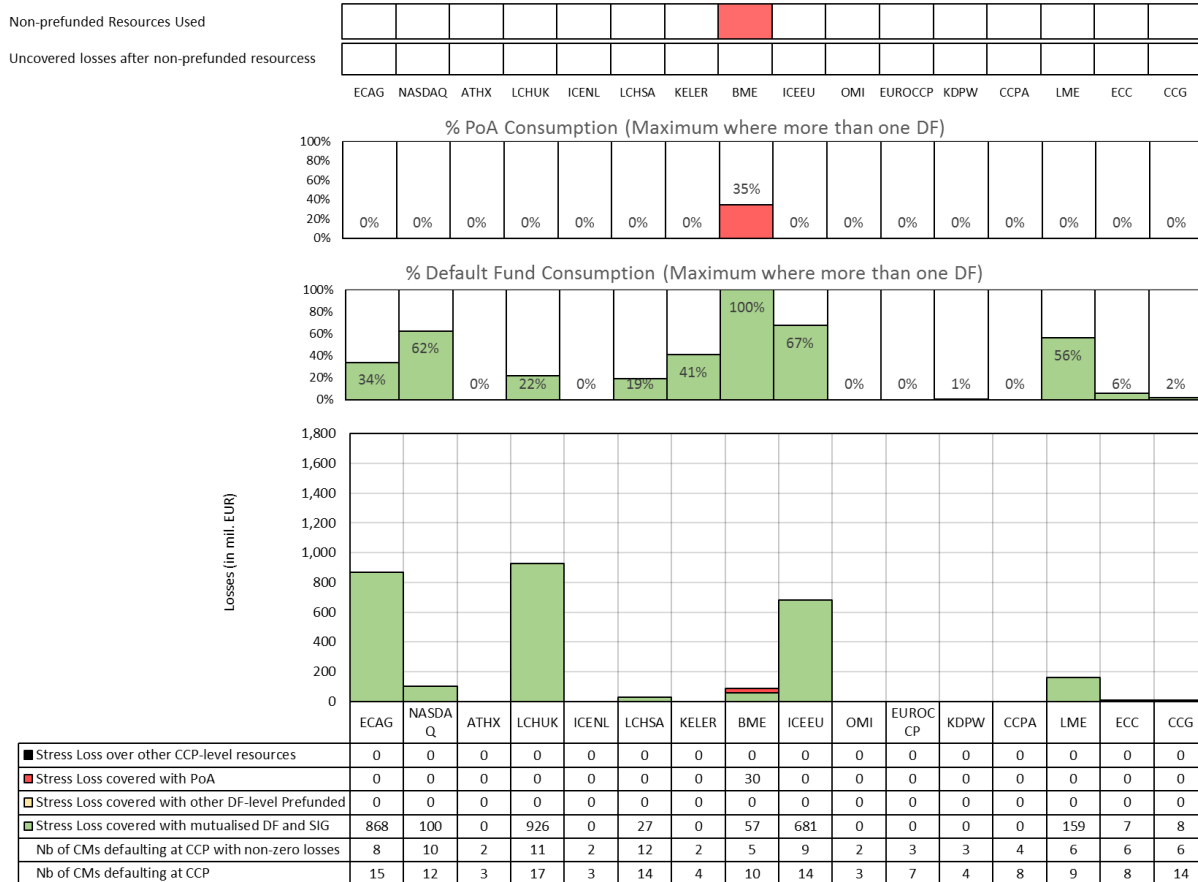 Non-prefunded Resources Used
Uncovered losses after non-prefunded resourcess
ECAG NASDAQ ATHX LCHUK ICENL LCHSA KELER BME ICEEU OMI EUROCCP KDPW CCPA LME ECC CCG
% PoA Consumption (Maximum where more than one DF)
100%
80%
60%
40%
20%
0%
0% 0% 0% 0% 0% 0% 0% 35% 0% 0% 0% 0% 0% 0% 0% 0%
% Default Fund Consumption (Maximum where more than one DF)
100%
80%
60%
40%
20%
0%
34% 62% 0% 22% 0% 19% 41% 100% 67% 0% 0% 1% 0% 56% 6% 2%
Losses (in mil. EUR)
1,800
1,600
1,400
1,200
1,000
800
600
400
200
0
ECAG NASDA ATHX LCHUK ICENL LCHSA KELER BME ICEEU OMI EUROC KDPW CCPA LME ECC CCG
Q CP
Stress Loss over other CCP-level resources 0 0 0 0 0 0 0 0 0 0 0 0 0 0 0 0
Stress Loss covered with PoA 0 0 0 0 0 0 0 30 0 0 0 0 0 0 0 0
Stress Loss covered with other DF-level Prefunded 0 0 0 0 0 0 0 0 0 0 0 0 0 0 0 0
Stress Loss covered with mutualised DF and SIG 868 100 0 926 0 27 0 57 681 0 0 0 0 159 7 8
Nb of CMs defaulting at CCP with non-zero losses 8 10 2 11 2 12 2 5 9 2 3 3 4 6 6 6
Nb of CMs defaulting at CCP 15 12 3 17 3 14 4 10 14 3 7 4 8 9 8 14